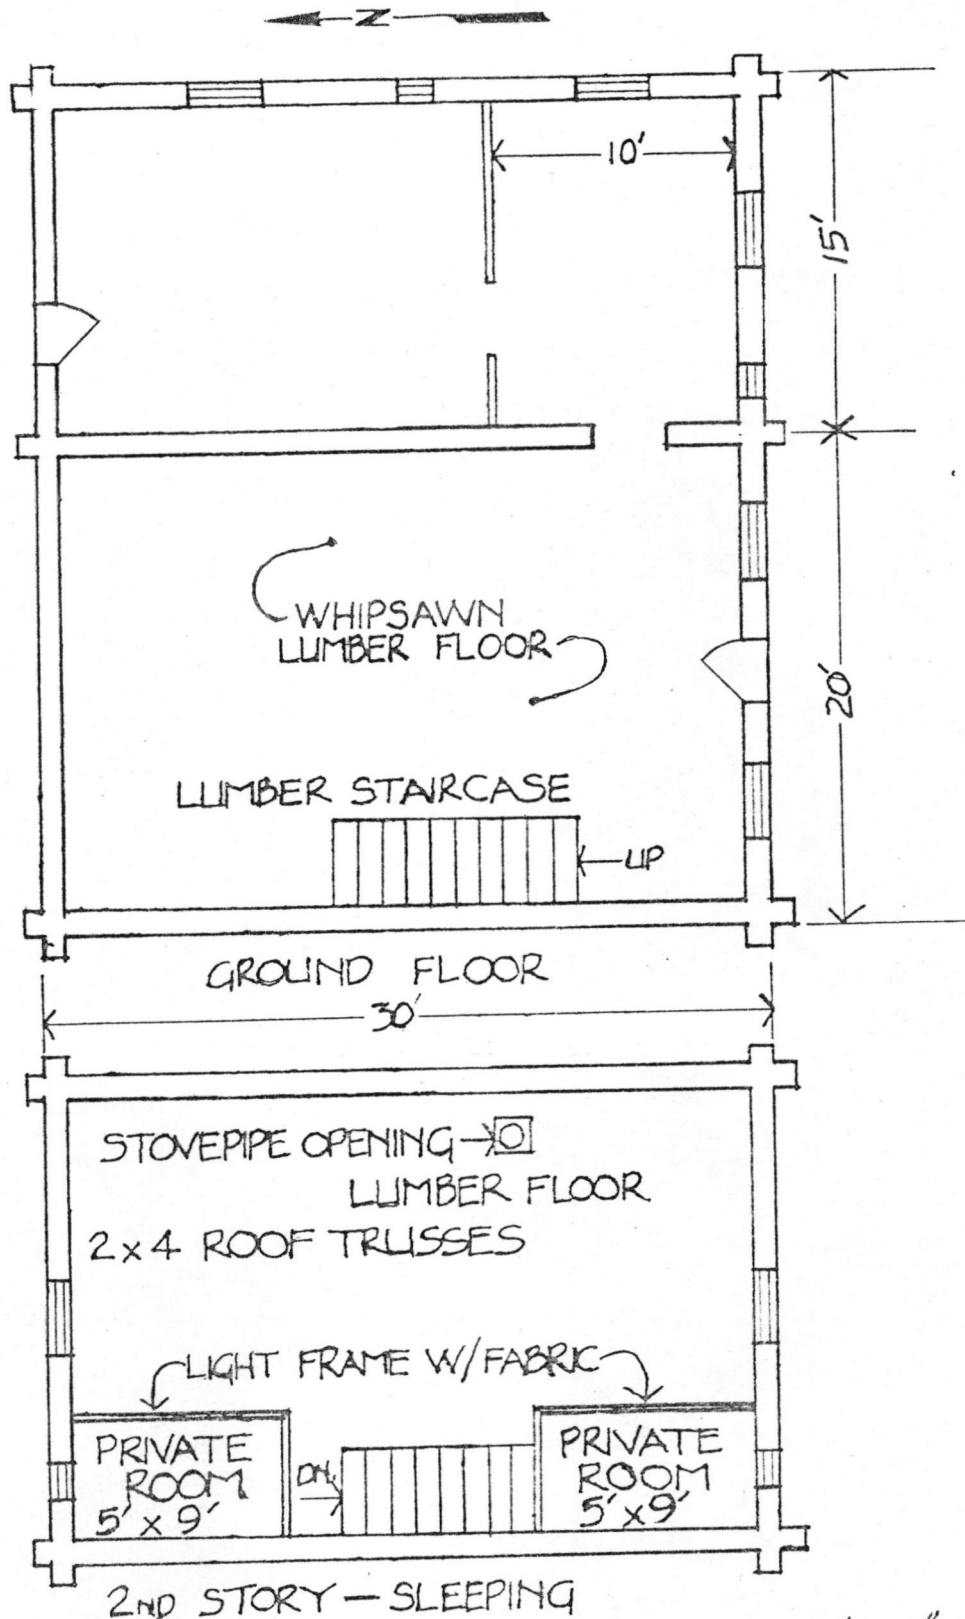 N
10'
15'
WHIPSAWN
LUMBER FLOOR
20'
LUMBER STAIRCASE
UP
GROUND FLOOR
30'
STOVEPIPE OPENING
LUMBER FLOOR
2x4 ROOF TRUSSES
LIGHT FRAME W/FABRIC
PRIVATE
ROOM
5' x 9'
DN.
PRIVATE
ROOM
5' x 9'
2ND STORY — SLEEPING